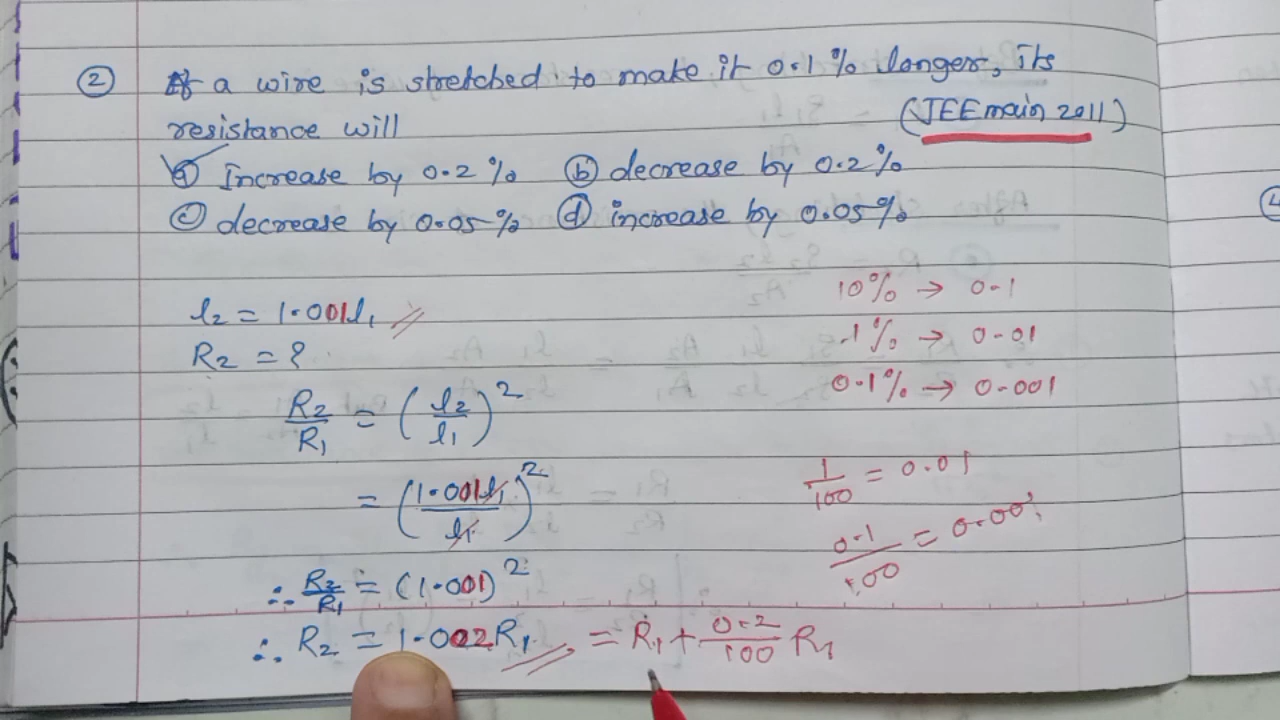 ② If a wire is stretched to make it 0.1% longer, its
resistance will (JEE main 2011)
ⓐ Increase by 0.2% ⓑ decrease by 0.2%
ⓒ decrease by 0.05% ⓓ increase by 0.05%
l₂ = 1.001l₁
10% → 0.1
R₂ = ?
1% → 0.01
0.1% → 0.001
R₂/R₁ = (l₂/l₁)²
= (1.001l₁/l₁)²
1/100 = 0.01
0.1/100 = 0.001
∴ R₂/R₁ = (1.001)²
∴ R₂ = 1.002R₁ = R₁ + 0.2/100 R₁